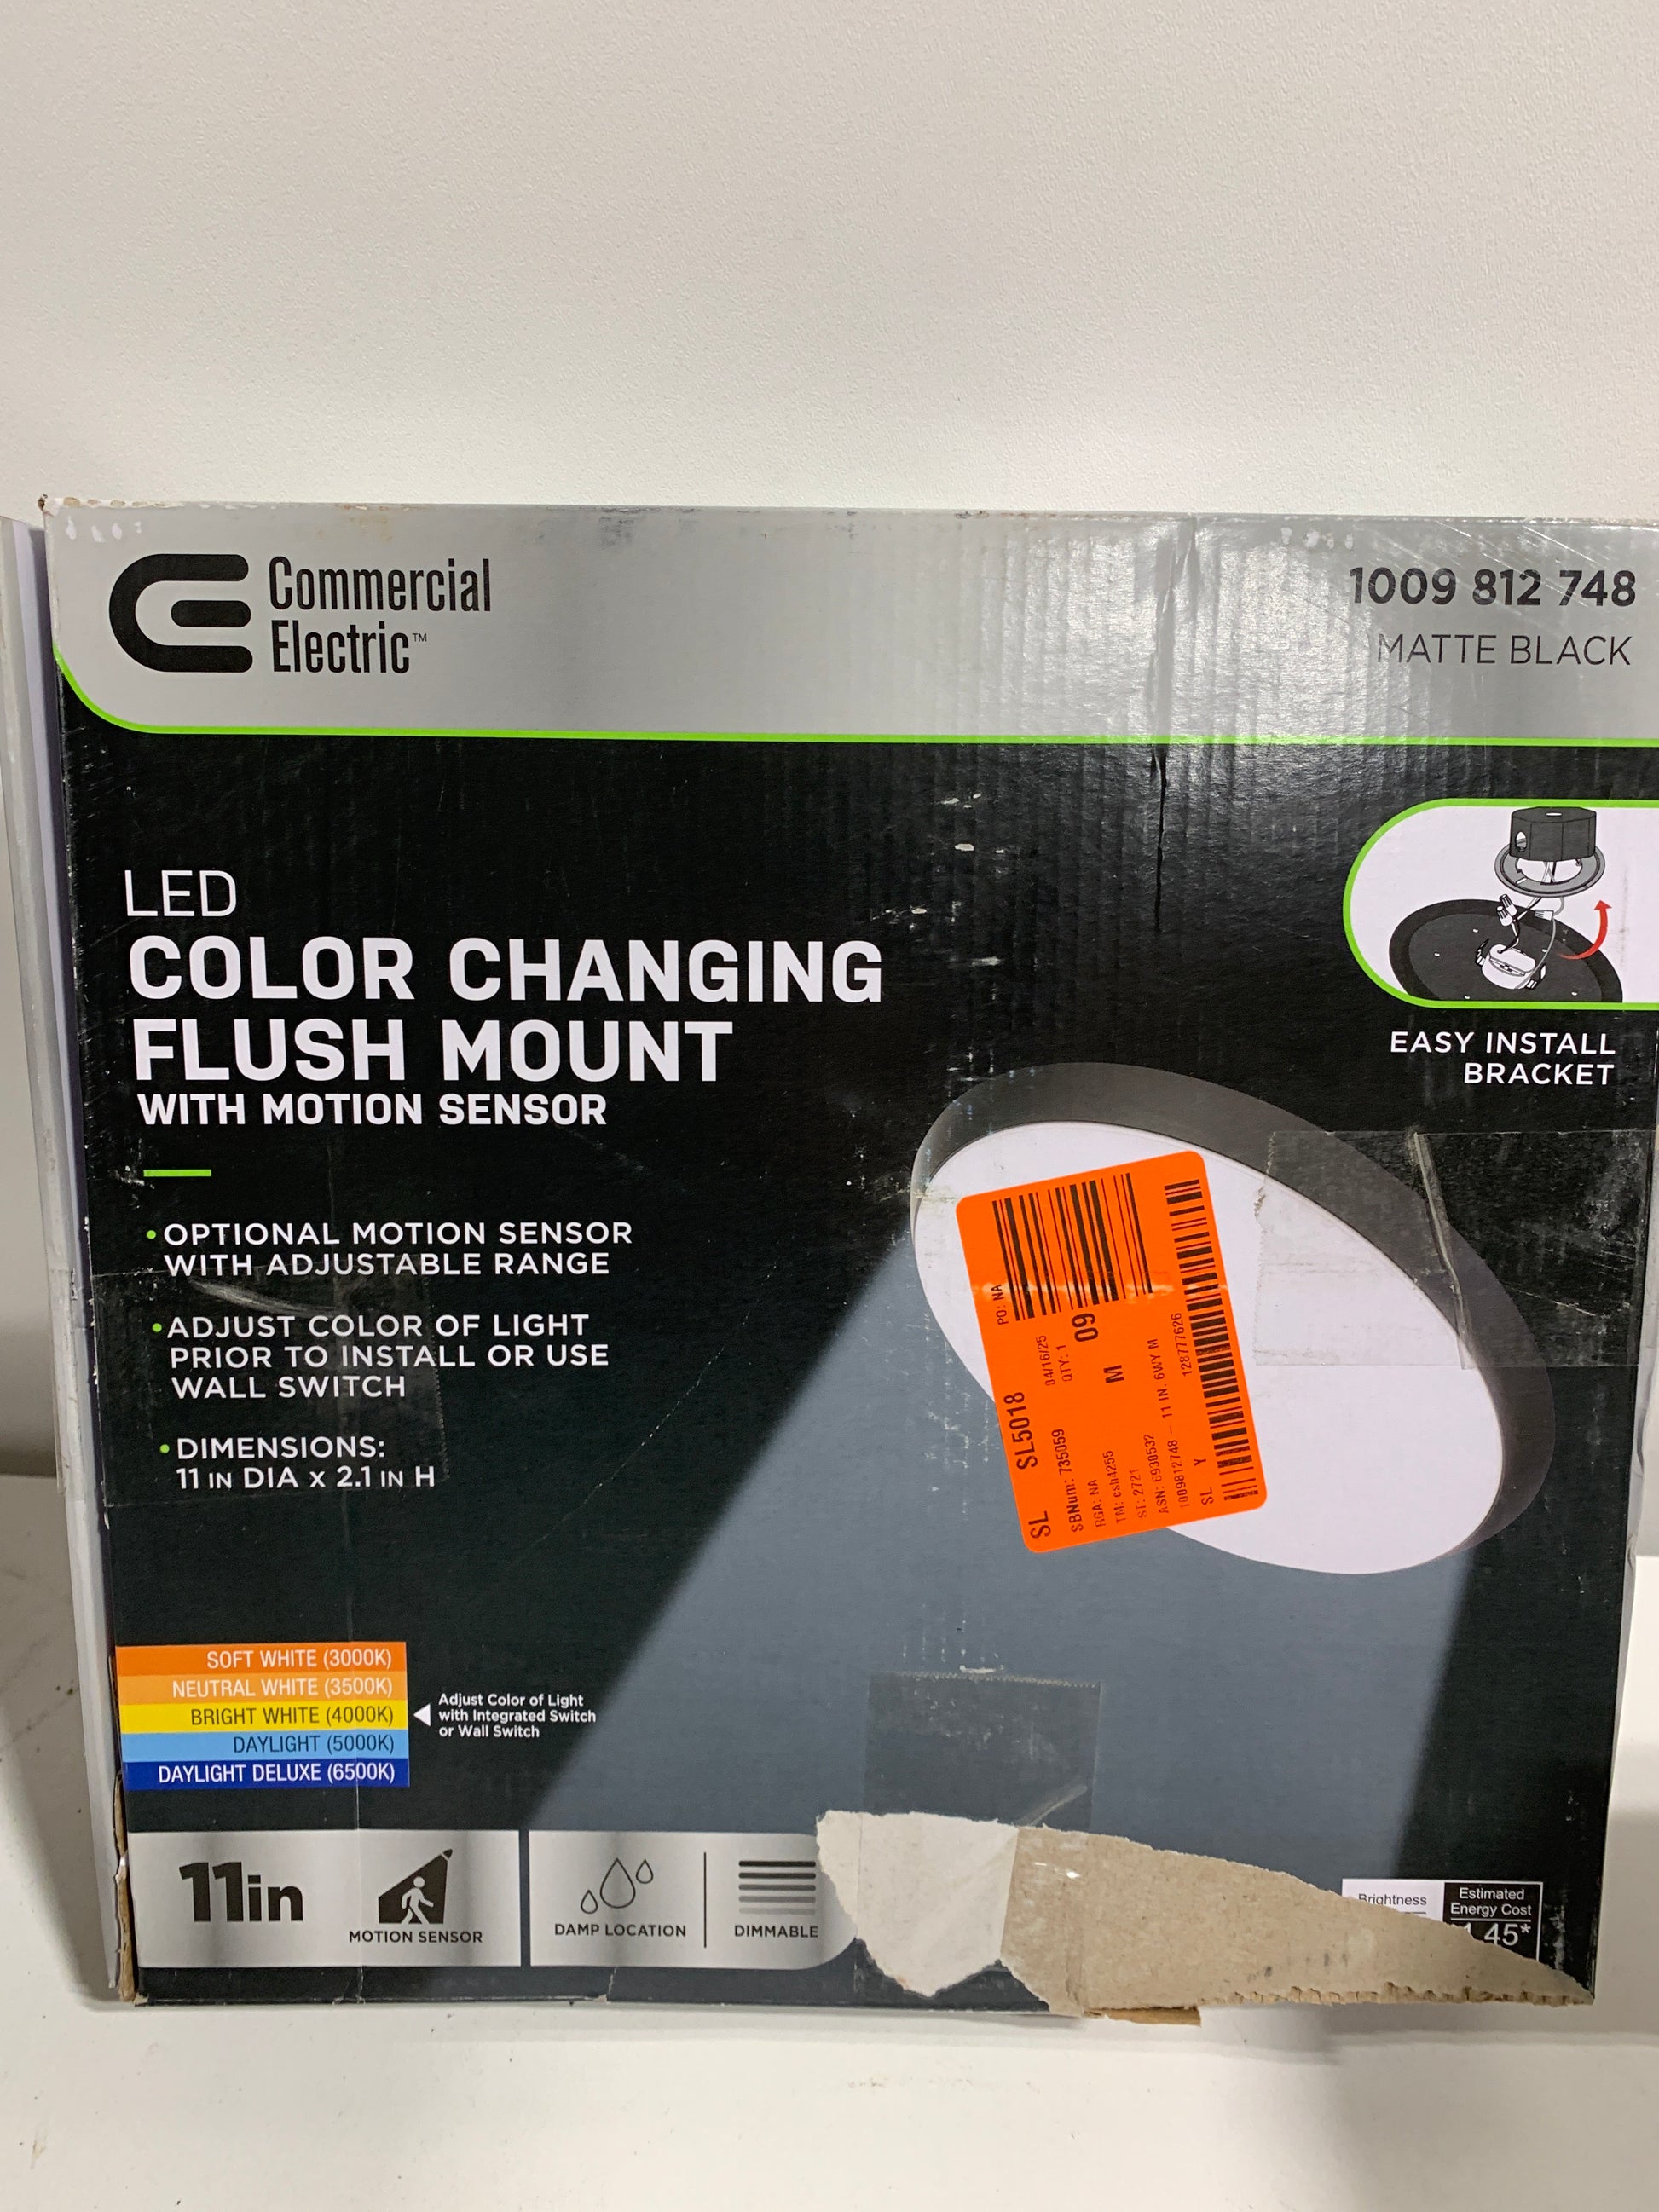 Commercial
Electric™
1009 812 748
MATTE BLACK
LED
COLOR CHANGING
FLUSH MOUNT
WITH MOTION SENSOR
EASY INSTALL
BRACKET
• OPTIONAL MOTION SENSOR
WITH ADJUSTABLE RANGE
• ADJUST COLOR OF LIGHT
PRIOR TO INSTALL OR USE
WALL SWITCH
• DIMENSIONS:
11 IN DIA x 2.1 IN H
PO: NA
04/16/25
QTY: 1
09
SL SL5018
SBNum: 735059
RGA: NA
M
TM: csh4255
ST: 2721
ASN: 6930532
1009812748 - 11 IN. 6WY M
SL Y
128777626
SOFT WHITE (3000K)
NEUTRAL WHITE (3500K)
BRIGHT WHITE (4000K)
DAYLIGHT (5000K)
DAYLIGHT DELUXE (6500K)
Adjust Color of Light
with Integrated Switch
or Wall Switch
11in
MOTION SENSOR
DAMP LOCATION
DIMMABLE
Brightness
Estimated
Energy Cost
45*